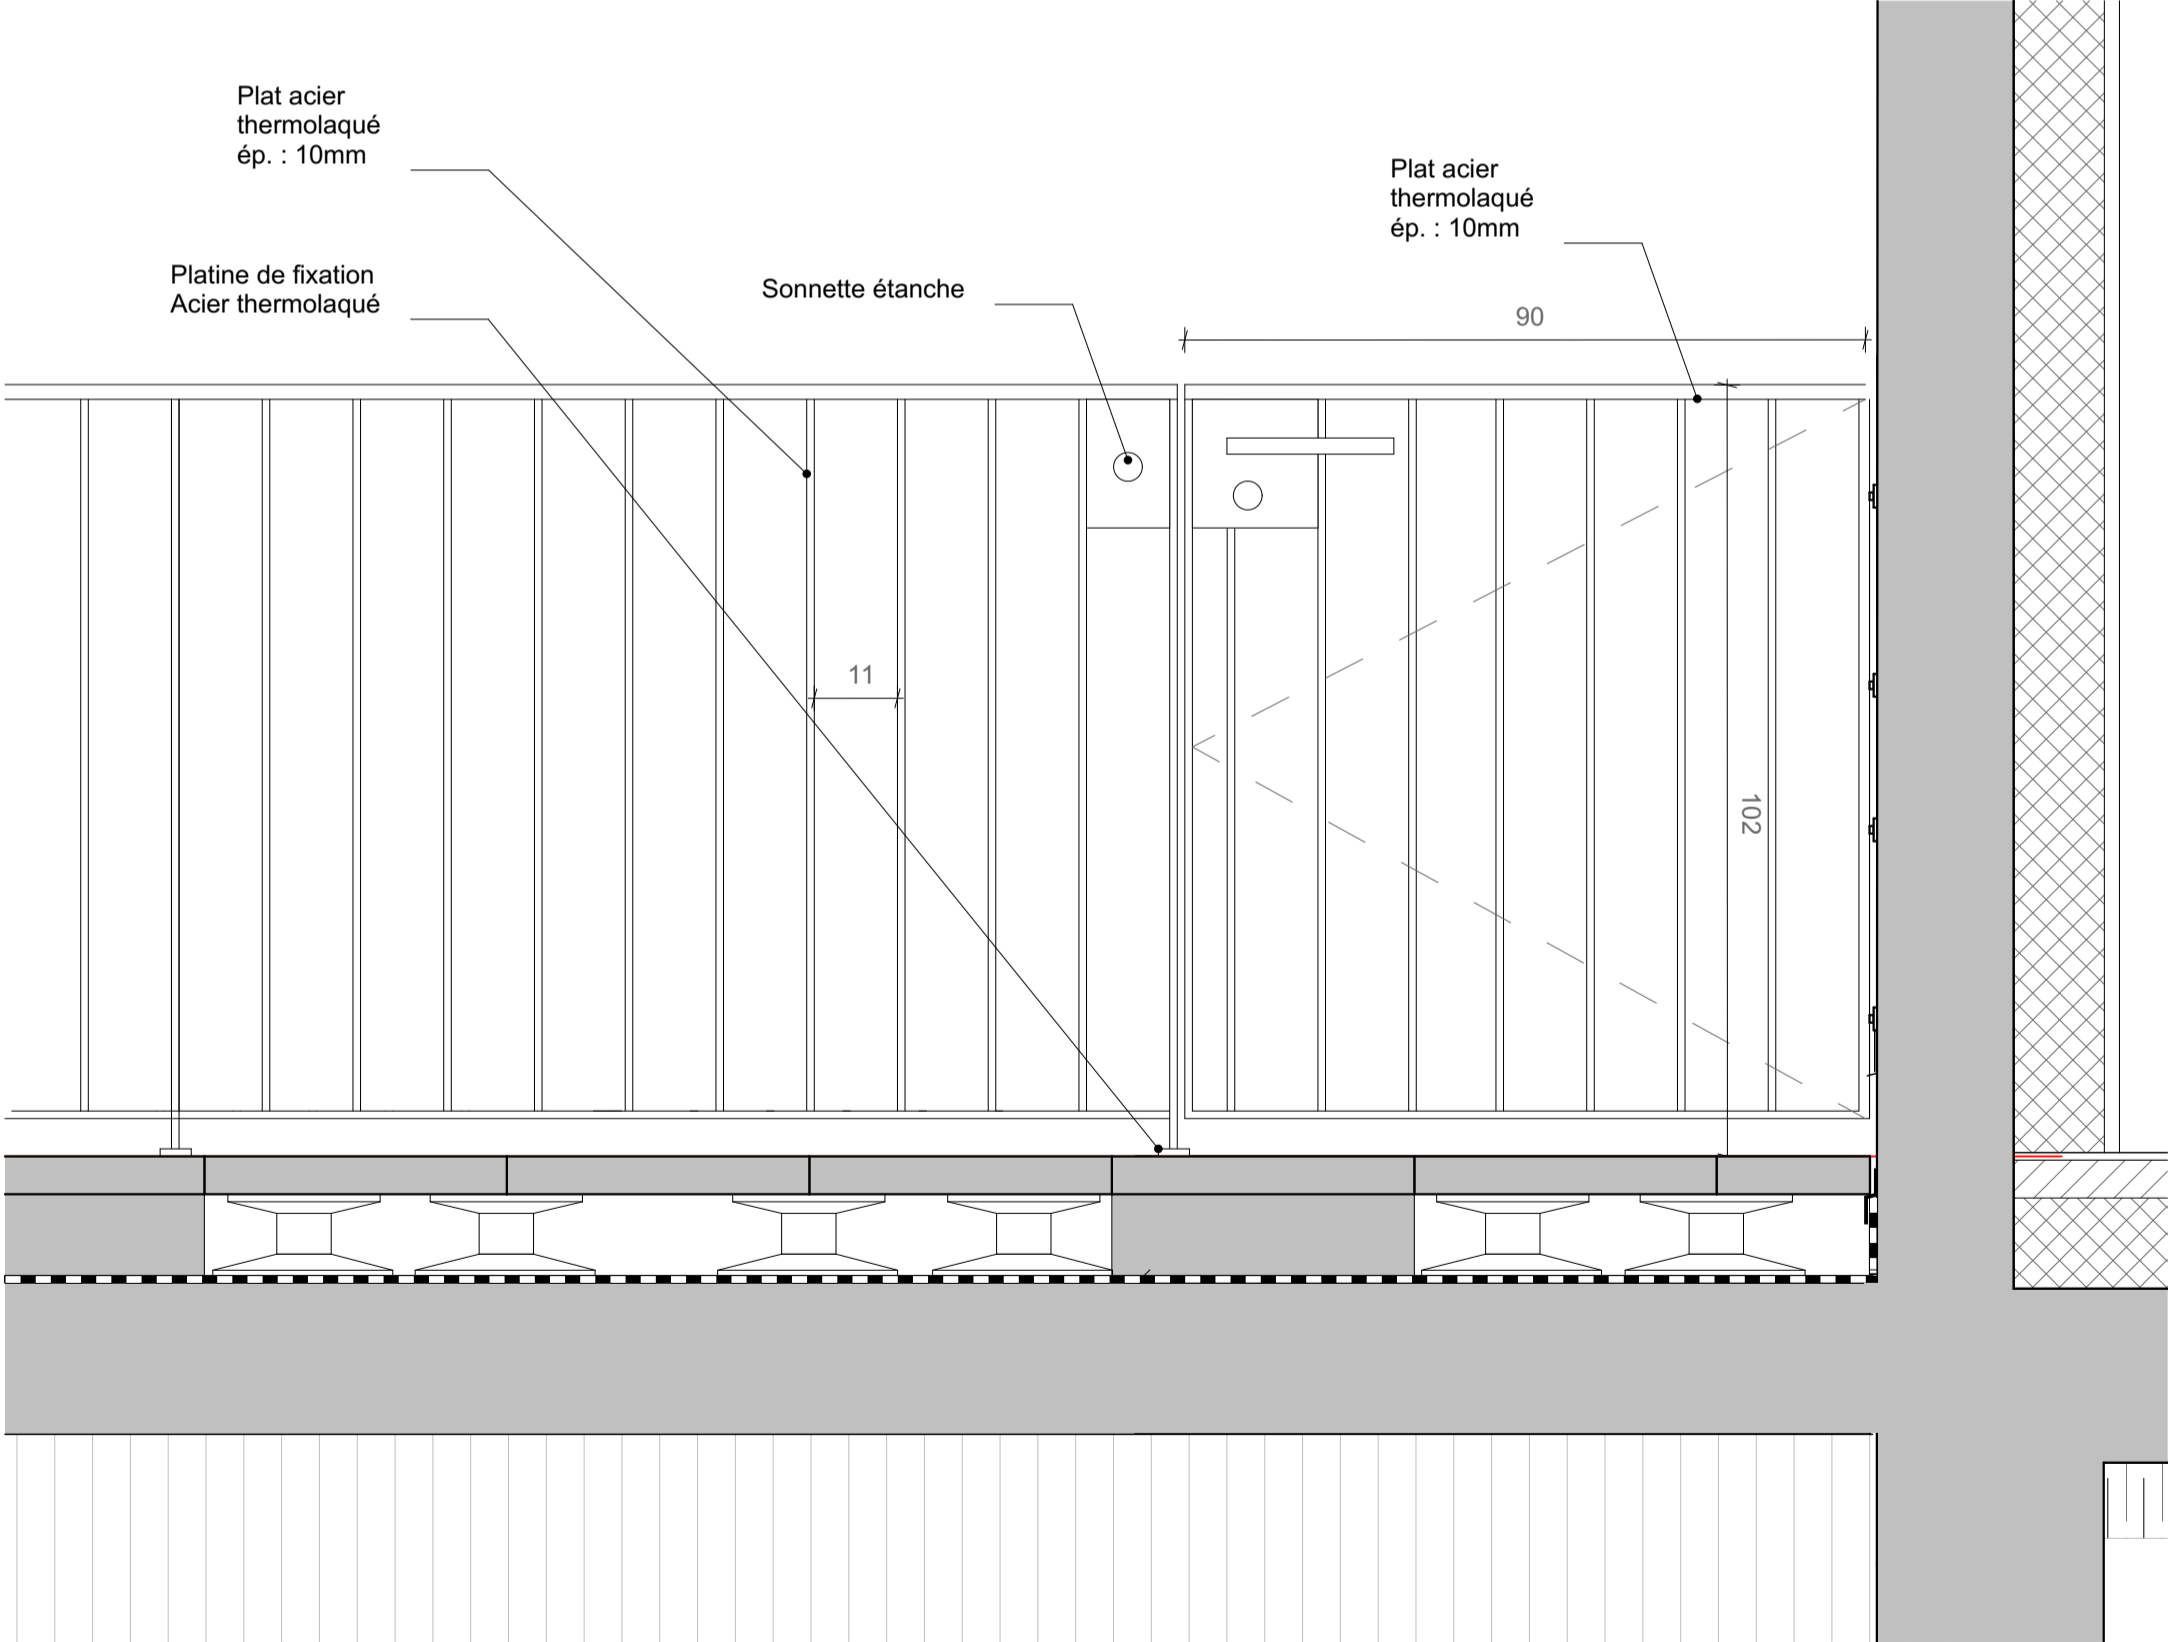 Plat acier
thermolaqué
ép. : 10mm
Plat acier
thermolaqué
ép. : 10mm
Platine de fixation
Acier thermolaqué
Sonnette étanche
90
11
102